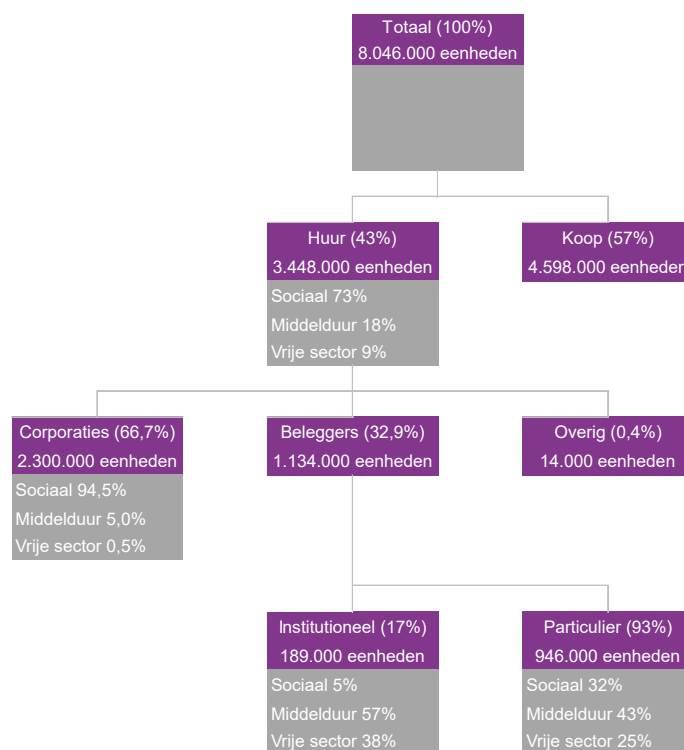 Totaal (100%)
8.046.000 eenheden
Huur (43%)
3.448.000 eenheden
Sociaal 73%
Middelduur 18%
Vrije sector 9%
Koop (57%)
4.598.000 eenheden
Corporaties (66,7%)
2.300.000 eenheden
Sociaal 94,5%
Middelduur 5,0%
Vrije sector 0,5%
Beleggers (32,9%)
1.134.000 eenheden
Overig (0,4%)
14.000 eenheden
Institutioneel (17%)
189.000 eenheden
Sociaal 5%
Middelduur 57%
Vrije sector 38%
Particulier (93%)
946.000 eenheden
Sociaal 32%
Middelduur 43%
Vrije sector 25%